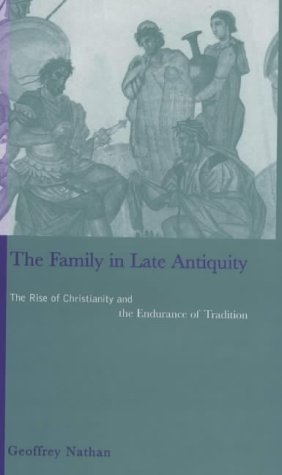 The Family in Late Antiquity
The Rise of Christianity and
the Endurance of Tradition
Geoffrey Nathan